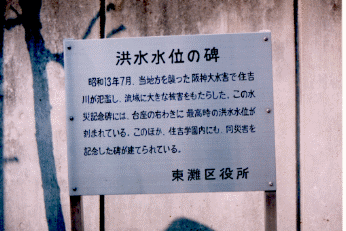 洪水水位の碑
昭和13年7月、当地方を襲った阪神大水害で住吉
川が氾濫し、流域に大きな被害をもたらした。この水
災記念碑には、台座の右わきに最高時の洪水水位が
刻まれている。このほか、住吉学園内にも、同災害を
記念した碑が建てられている。
東灘区役所